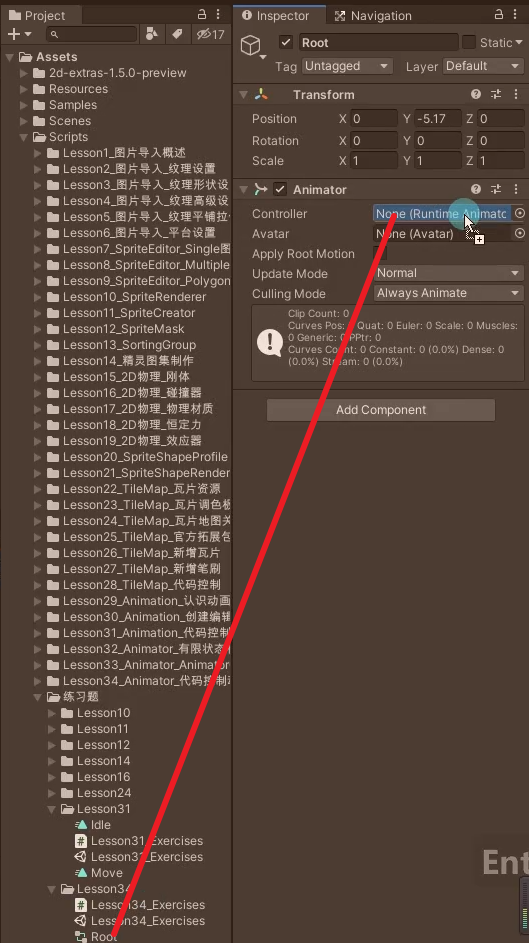 Project
17
Assets
2d-extras-1.5.0-preview
Resources
Samples
Scenes
Scripts
Lesson1_图片导入概述
Lesson2_图片导入_纹理设置
Lesson3_图片导入_纹理形状设
Lesson4_图片导入_纹理高级设
Lesson5_图片导入_纹理平铺拉
Lesson6_图片导入_平台设置
Lesson7_SpriteEditor_Single图
Lesson8_SpriteEditor_Multiple
Lesson9_SpriteEditor_Polygon
Lesson10_SpriteRenderer
Lesson11_SpriteCreator
Lesson12_SpriteMask
Lesson13_SortingGroup
Lesson14_精灵图集制作
Lesson15_2D物理_刚体
Lesson16_2D物理_碰撞器
Lesson17_2D物理_物理材质
Lesson18_2D物理_恒定力
Lesson19_2D物理_效应器
Lesson20_SpriteShapeProfile
Lesson21_SpriteShapeRender
Lesson22_TileMap_瓦片资源
Lesson23_TileMap_瓦片调色板
Lesson24_TileMap_瓦片地图关
Lesson25_TileMap_官方拓展包
Lesson26_TileMap_新增瓦片
Lesson27_TileMap_新增笔刷
Lesson28_TileMap_代码控制
Lesson29_Animation_认识动画
Lesson30_Animation_创建编辑
Lesson31_Animation_代码控制
Lesson32_Animator_有限状态
Lesson33_Animator_Animator
Lesson34_Animator_代码控制
练习题
Lesson10
Lesson11
Lesson12
Lesson14
Lesson16
Lesson24
Lesson31
Idle
Lesson31_Exercises
Lesson31_Exercises
Move
Lesson34
Lesson34_Exercises
Lesson34_Exercises
Root
Inspector
Navigation
Root
Static
Tag Untagged Layer Default
Transform
Position X 0 Y -5.17 Z 0
Rotation X 0 Y 0 Z 0
Scale X 1 Y 1 Z 1
Animator
Controller None (Runtime Animatc
Avatar None (Avatar)
Apply Root Motion
Update Mode Normal
Culling Mode Always Animate
Clip Count: 0
Curves Pos: 0 Quat: 0 Euler: 0 Scale: 0 Muscles:
0 Generic: 0 PPtr: 0
Curves Count: 0 Constant: 0 (0.0%) Dense: 0
(0.0%) Stream: 0 (0.0%)
Add Component
Ent